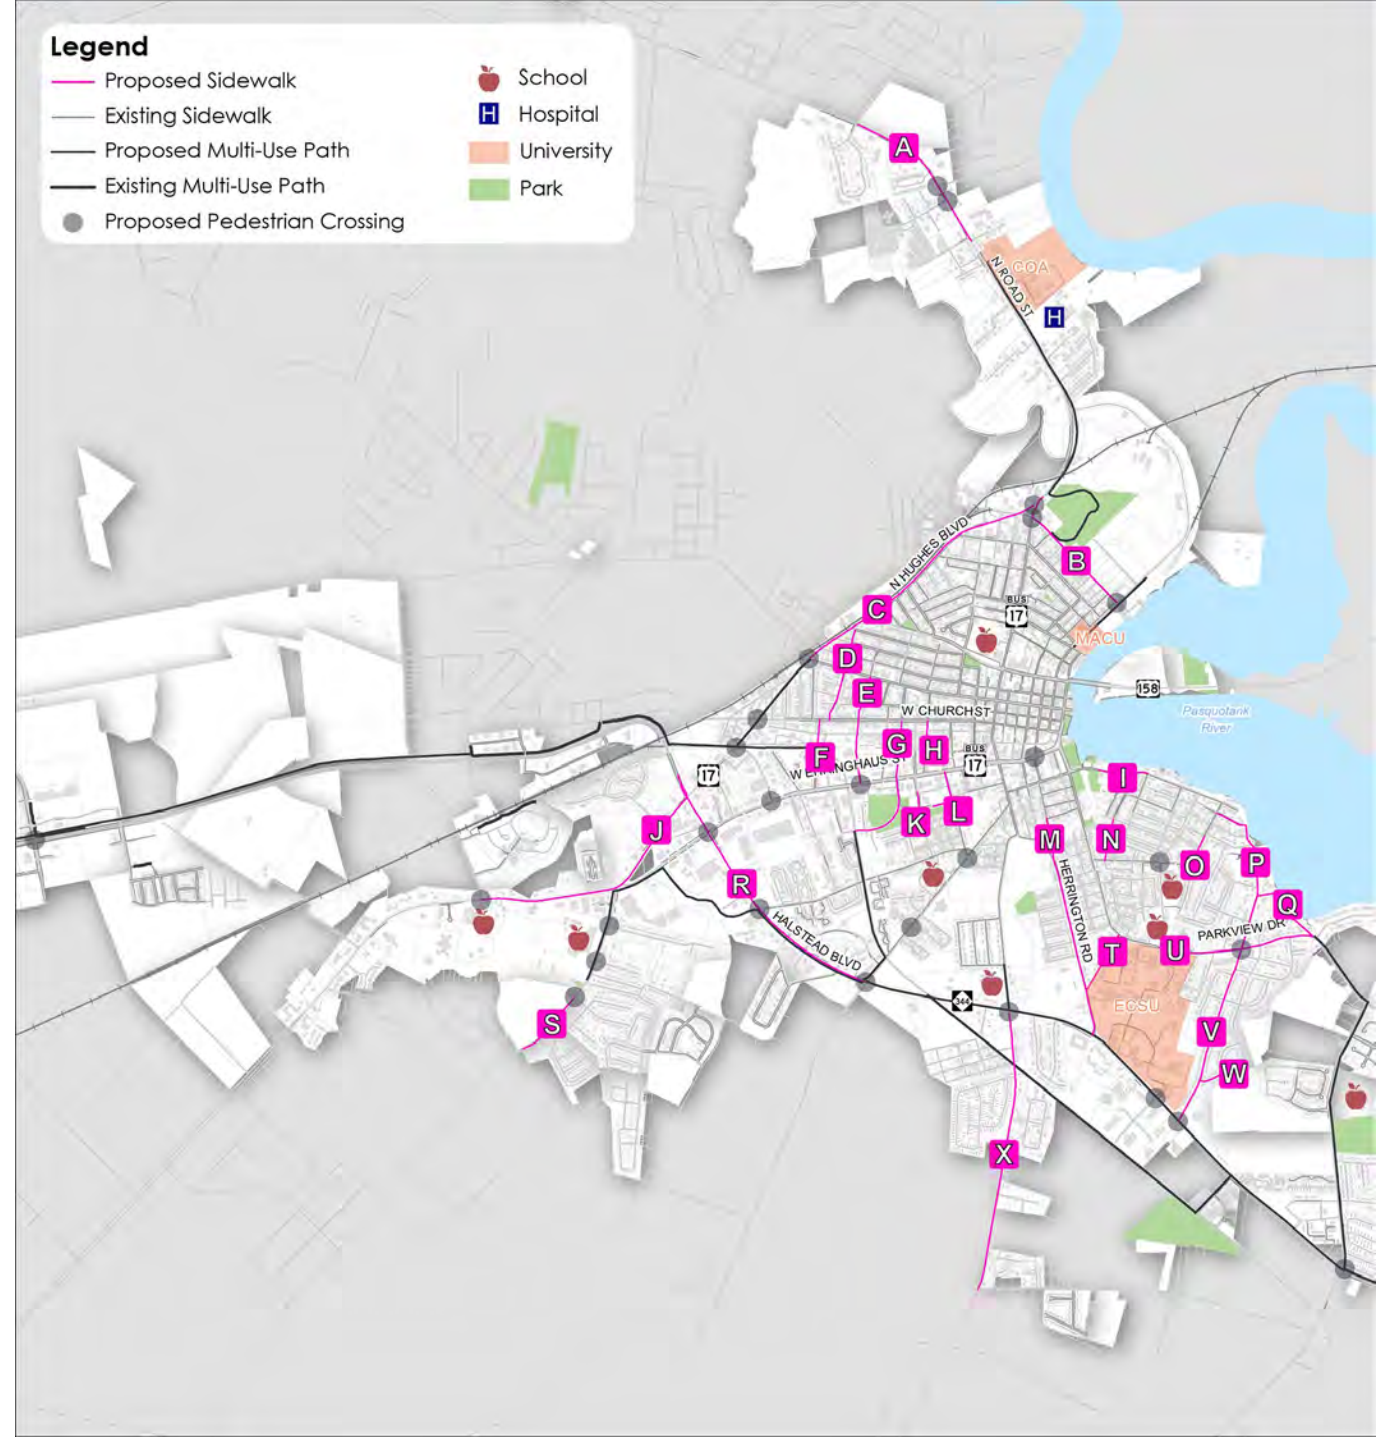 Legend
Proposed Sidewalk
Existing Sidewalk
Proposed Multi-Use Path
Existing Multi-Use Path
Proposed Pedestrian Crossing
School
H Hospital
University
Park
A
COA
N ROAD ST
H
B
N HUGHES BLVD
C
BUS
17
MACU
D
E
158
W CHURCH ST
Pasquotank
River
G
H
F
BUS
17
W EHRINGHAUS ST
17
I
K
L
J
M
N
O
P
R
HERRINGTON RD
Q
HALSTEAD BLVD
PARKVIEW DR
T
U
344
ECSU
S
V
W
X